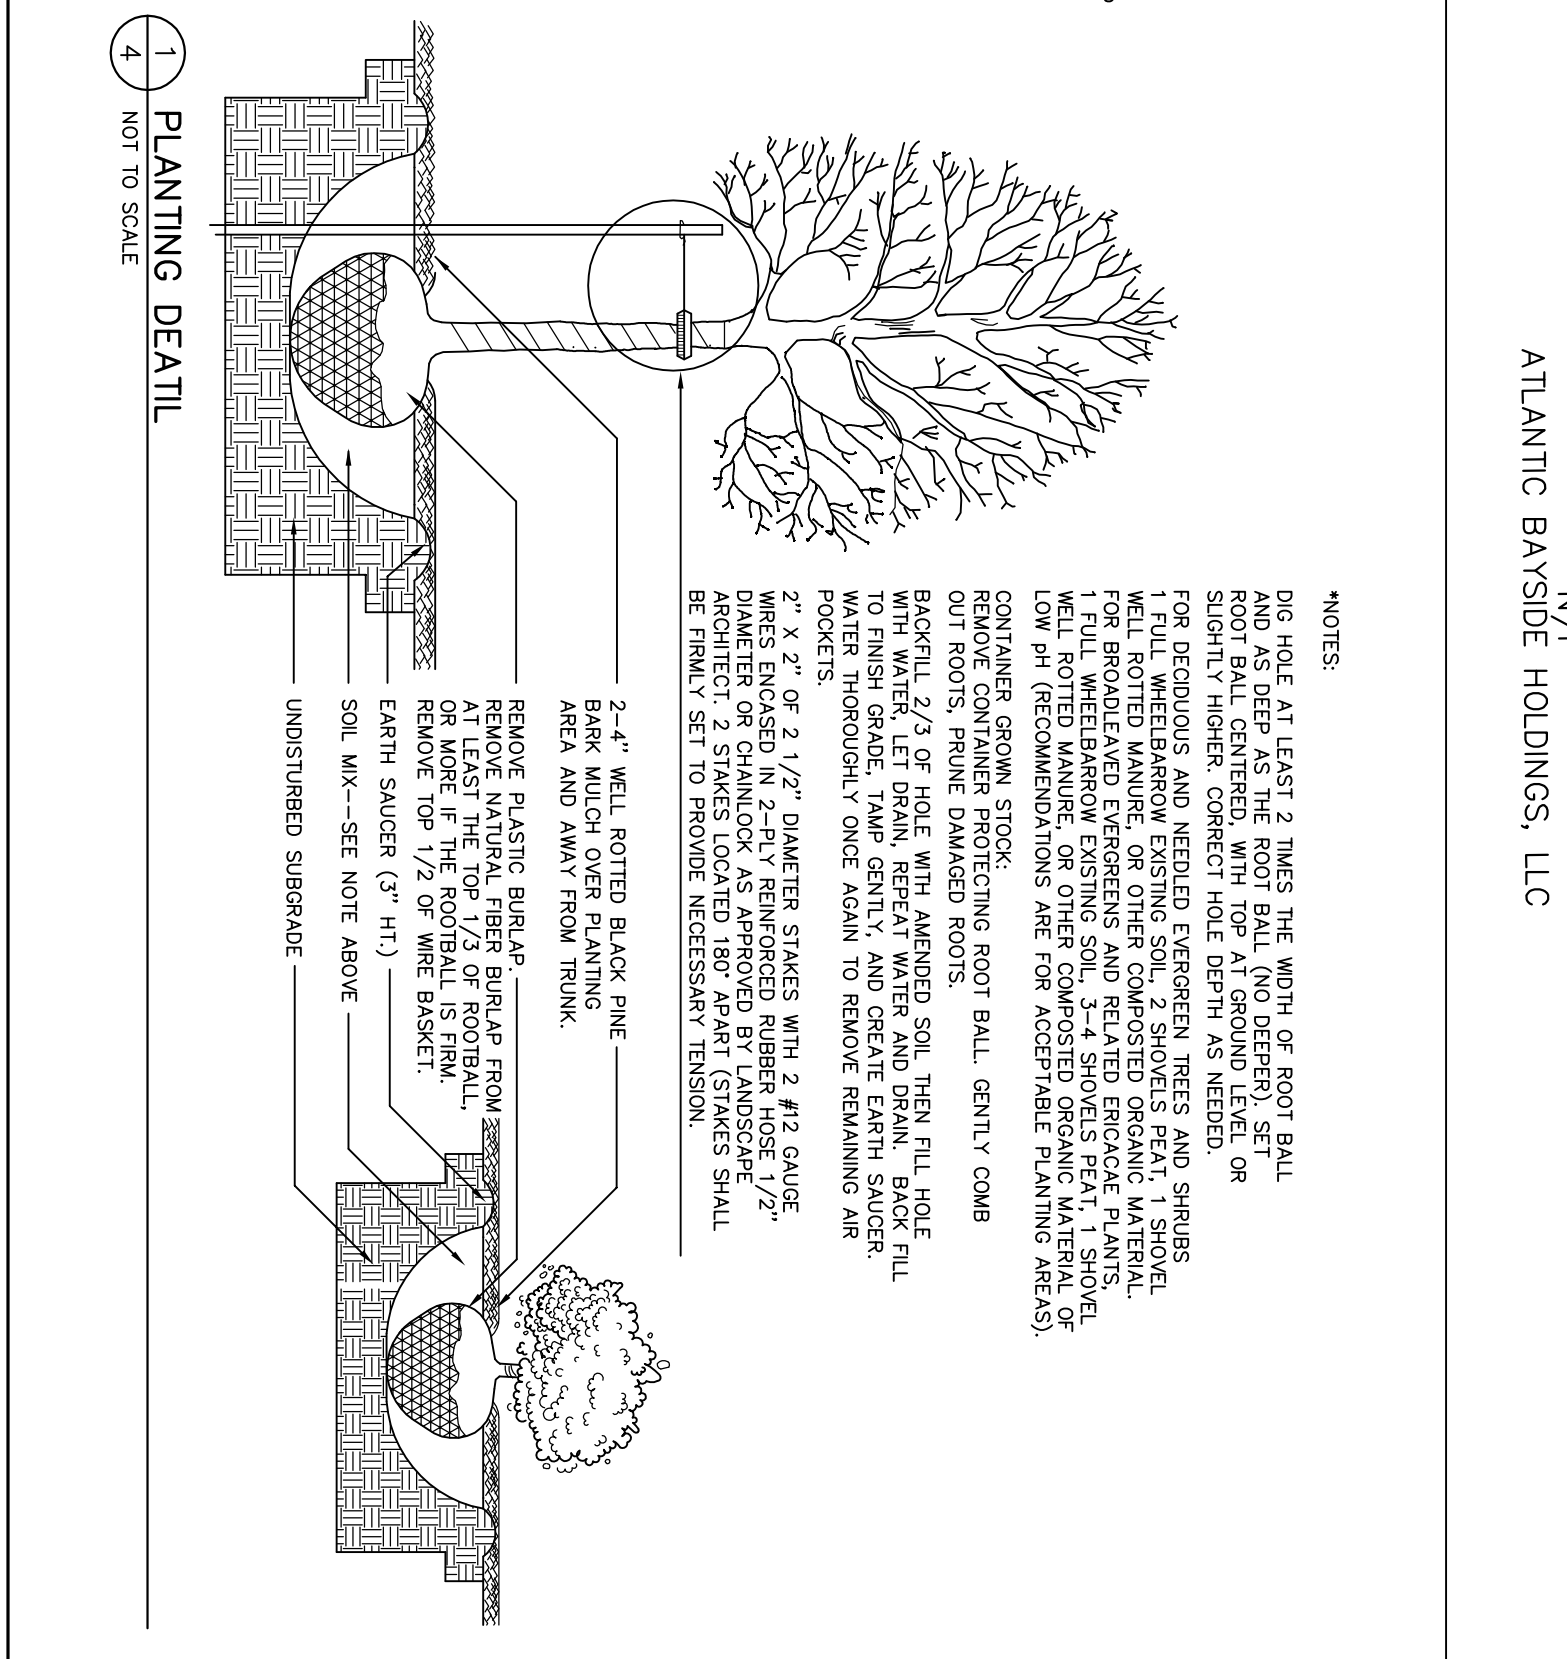 N/F
ATLANTIC BAYSIDE HOLDINGS, LLC
*NOTES:
DIG HOLE AT LEAST 2 TIMES THE WIDTH OF ROOT BALL
AND AS DEEP AS THE ROOT BALL (NO DEEPER). SET
ROOT BALL CENTERED, WITH TOP AT GROUND LEVEL OR
SLIGHTLY HIGHER. CORRECT HOLE DEPTH AS NEEDED.
FOR DECIDUOUS AND NEEDLED EVERGREEN TREES AND SHRUBS
1 FULL WHEELBARROW EXISTING SOIL, 2 SHOVELS PEAT, 1 SHOVEL
WELL ROTTED MANURE, OR OTHER COMPOSTED ORGANIC MATERIAL.
FOR BROADLEAVED EVERGREENS AND RELATED ERICACAE PLANTS,
1 FULL WHEELBARROW EXISTING SOIL, 3-4 SHOVELS PEAT, 1 SHOVEL
WELL ROTTED MANURE, OR OTHER COMPOSTED ORGANIC MATERIAL OF
LOW pH (RECOMMENDATIONS ARE FOR ACCEPTABLE PLANTING AREAS).
CONTAINER GROWN STOCK:
REMOVE CONTAINER PROTECTING ROOT BALL. GENTLY COMB
OUT ROOTS, PRUNE DAMAGED ROOTS.
BACKFILL 2/3 OF HOLE WITH AMENDED SOIL THEN FILL HOLE
WITH WATER, LET DRAIN, REPEAT WATER AND DRAIN. BACK FILL
TO FINISH GRADE, TAMP GENTLY, AND CREATE EARTH SAUCER.
WATER THOROUGHLY ONCE AGAIN TO REMOVE REMAINING AIR
POCKETS.
2" X 2" OF 2 1/2" DIAMETER STAKES WITH 2 #12 GAUGE
WIRES ENCASED IN 2-PLY REINFORCED RUBBER HOSE 1/2"
DIAMETER OR CHAINLOCK AS APPROVED BY LANDSCAPE
ARCHITECT. 2 STAKES LOCATED 180° APART (STAKES SHALL
BE FIRMLY SET TO PROVIDE NECEESSARY TENSION.
2-4" WELL ROTTED BLACK PINE
BARK MULCH OVER PLANTING
AREA AND AWAY FROM TRUNK.
REMOVE PLASTIC BURLAP.
REMOVE NATURAL FIBER BURLAP FROM
AT LEAST THE TOP 1/3 OF ROOTBALL,
OR MORE IF THE ROOTBALL IS FIRM.
REMOVE TOP 1/2 OF WIRE BASKET.
EARTH SAUCER (3" HT.)
SOIL MIX--SEE NOTE ABOVE
UNDISTURBED SUBGRADE
1
4
PLANTING DEATIL
NOT TO SCALE